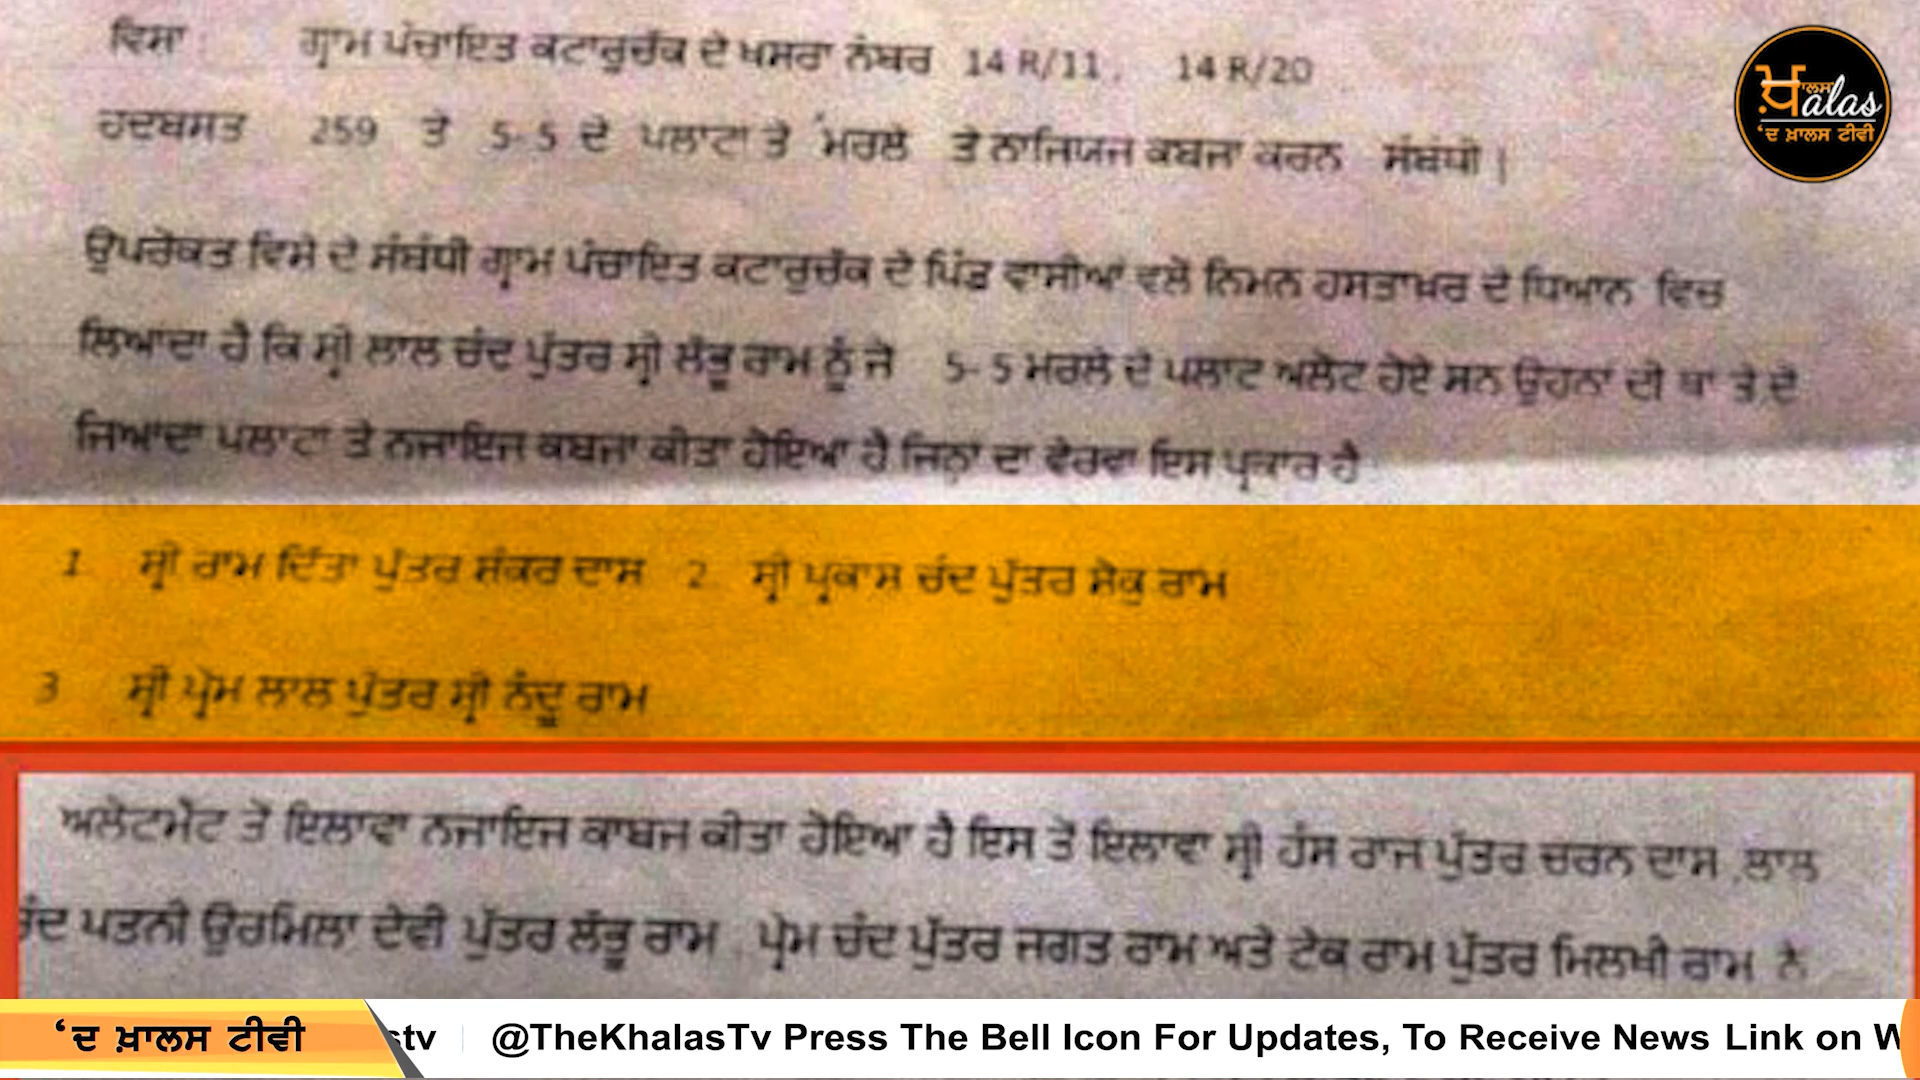 ਵਿਸਾ ਗ੍ਰਾਮ ਪੰਚਾਇਤ ਕਟਾਰੂਚੱਕ ਦੇ ਖਸਰਾ ਨੰਬਰ 14 R/11, 14 R/20
ਹਦਬਸਤ 259 ਤੇ 5-5 ਦੇ ਪਲਾਟਾਂ ਤੇ ਮਰਲੇ ਤੇ ਨਾਜਿਯਜ ਕਬਜਾ ਕਰਨ ਸੰਬੰਧੀ |
ਉਪਰੋਕਤ ਵਿਸੇ ਦੇ ਸੰਬੰਧੀ ਗ੍ਰਾਮ ਪੰਚਾਇਤ ਕਟਾਰੂਚੱਕ ਦੇ ਪਿੰਡ ਵਾਸੀਆਂ ਵਲੋਂ ਨਿਮਨ ਹਸਤਾਖ਼ਰ ਦੇ ਧਿਆਨ ਵਿਚ
ਲਿਆਂਦਾ ਹੈ ਕਿ ਸ੍ਰੀ ਲਾਲ ਚੰਦ ਪੁੱਤਰ ਸ੍ਰੀ ਲੱਭੂ ਰਾਮ ਨੂੰ ਜੋ 5-5 ਮਰਲੇ ਦੇ ਪਲਾਟ ਅਲੋਟ ਹੋਏ ਸਨ ਉਹਨਾਂ ਦੀ ਥਾਂ ਤੇ ਦੋ
ਜਿਆਦਾ ਪਲਾਟਾਂ ਤੇ ਨਜਾਇਜ ਕਬਜਾ ਕੀਤਾ ਹੋਇਆ ਹੈ ਜਿਨ੍ਹਾਂ ਦਾ ਵੇਰਵਾ ਇਸ ਪ੍ਰਕਾਰ ਹੈ
1 ਸ੍ਰੀ ਰਾਮ ਦਿੱਤਾ ਪੁੱਤਰ ਸ਼ੰਕਰ ਦਾਸ 2 ਸ੍ਰੀ ਪ੍ਰਕਾਸ਼ ਚੰਦ ਪੁੱਤਰ ਸੇਕੂ ਰਾਮ
3 ਸ੍ਰੀ ਪ੍ਰੇਮ ਲਾਲ ਪੁੱਤਰ ਸ੍ਰੀ ਨੰਦੂ ਰਾਮ
ਅਲੋਟਮੇਂਟ ਤੋਂ ਇਲਾਵਾ ਨਜਾਇਜ ਕਾਬਜ ਕੀਤਾ ਹੋਇਆ ਹੈ ਇਸ ਤੋਂ ਇਲਾਵਾ ਸ੍ਰੀ ਹੰਸ ਰਾਜ ਪੁੱਤਰ ਚਰਨ ਦਾਸ ,ਲਾਲ
ਚੰਦ ਪਤਨੀ ਉਰਮਿਲਾ ਦੇਵੀ ਪੁੱਤਰ ਲੱਭੂ ਰਾਮ , ਪ੍ਰੇਮ ਚੰਦ ਪੁੱਤਰ ਜਗਤ ਰਾਮ ਅਤੇ ਟੇਕ ਰਾਮ ਪੁੱਤਰ ਮਿਲਖੀ ਰਾਮ ਨੇ
ਖ਼ਾਲਸ
alas
‘ਦ ਖ਼ਾਲਸ ਟੀਵੀ
‘ਦ ਖ਼ਾਲਸ ਟੀਵੀ stv @TheKhalasTv Press The Bell Icon For Updates, To Receive News Link on W